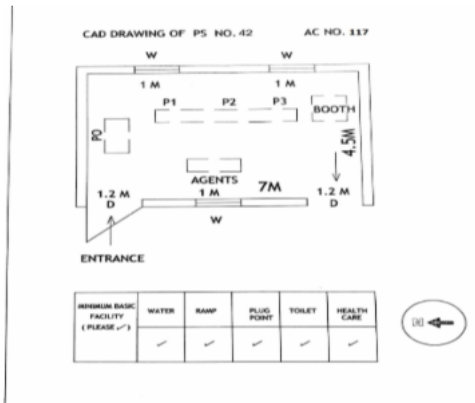 CAD DRAWING OF PS NO. 42 AC NO. 117
W W
1 M 1 M
P1 P2 P3
BOOTH
PO
4.5M
AGENTS
1.2 M 1 M 7M 1.2 M
D D
W
ENTRANCE
MINIMUM BASIC FACILITY ( PLEASE ✓ ) WATER RAMP PLUG POINT TOILET HEALTH CARE
✓ ✓ ✓ ✓ ✓